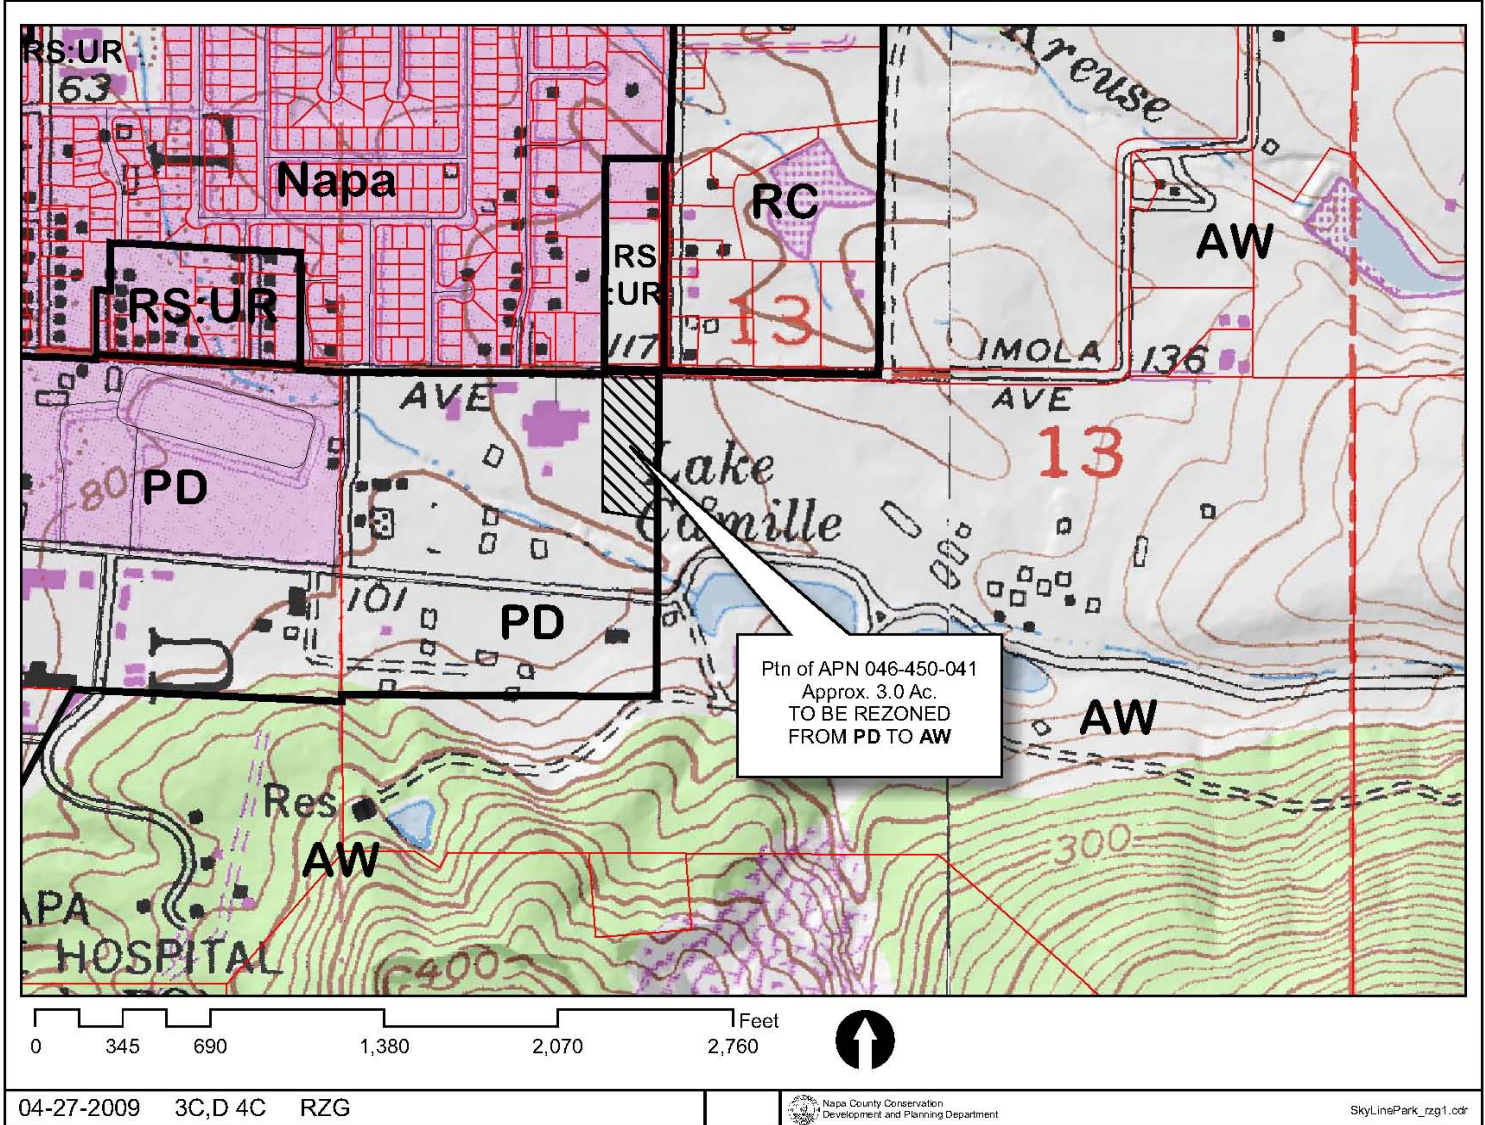 RS:UR
63
Napa
RS:UR
RS
:UR
117
RC
13
Kreuse
AW
IMOLA
136
AVE
AVE
13
80
PD
Lake
Camille
101
PD
U
Ptn of APN 046-450-041
Approx. 3.0 Ac.
TO BE REZONED
FROM PD TO AW
AW
Res
AW
300
APA
HOSPITAL
400
Feet
0 345 690 1,380 2,070 2,760
04-27-2009 3C,D 4C RZG
Napa County Conservation
Development and Planning Department
SkyLinePark_rzg1.cdr